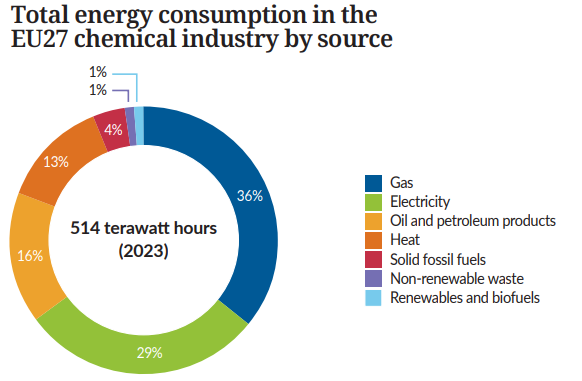 Total energy consumption in the
EU27 chemical industry by source
1%
1%
4%
13%
36%
16%
29%
514 terawatt hours
(2023)
Gas
Electricity
Oil and petroleum products
Heat
Solid fossil fuels
Non-renewable waste
Renewables and biofuels